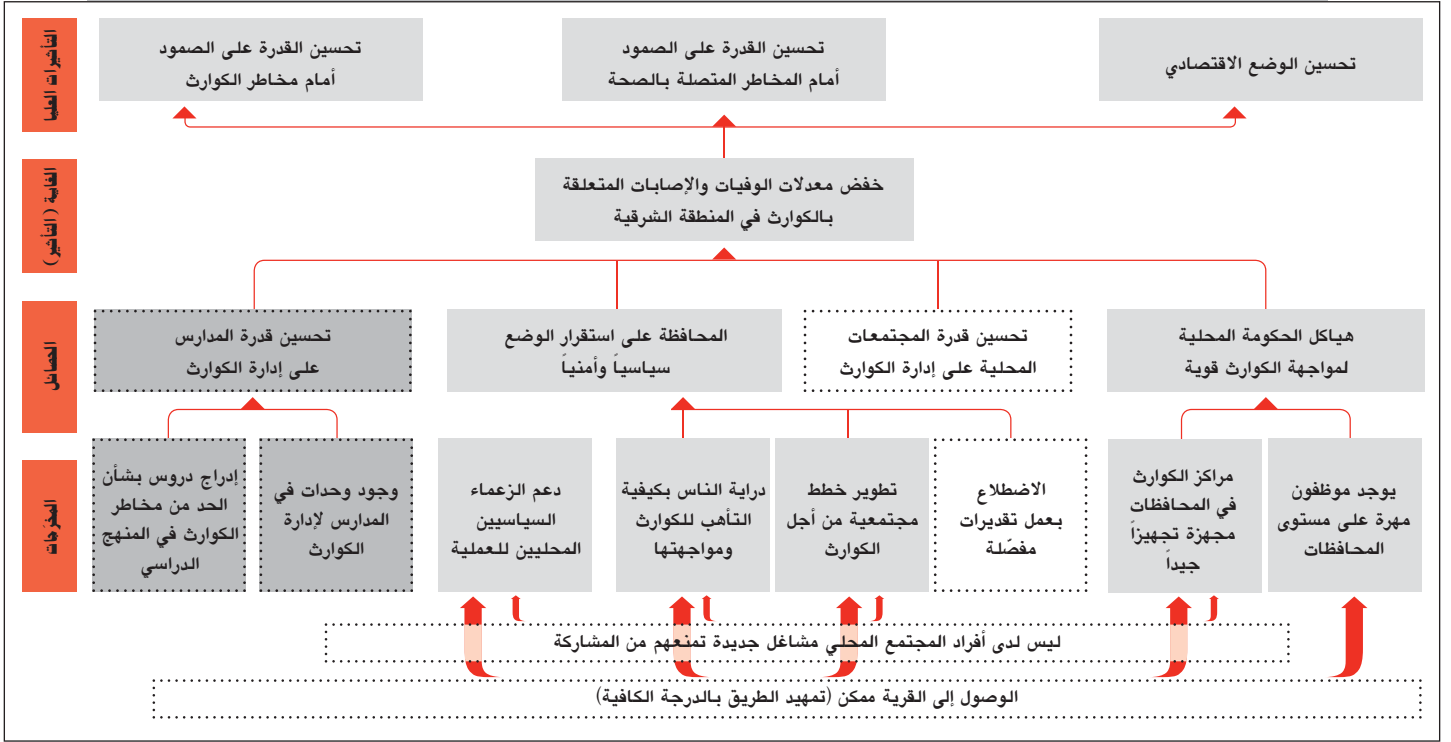 التأثيرات العليا
تحسين الوضع الاقتصادي
تحسين القدرة على الصمود
أمام المخاطر المتصلة بالصحة
تحسين القدرة على الصمود
أمام مخاطر الكوارث
الغاية (التأثير)
خفض معدلات الوفيات والإصابات المتعلقة
بالكوارث في المنطقة الشرقية
الحصائل
هياكل الحكومة المحلية
لمواجهة الكوارث قوية
تحسين قدرة المجتمعات
المحلية على إدارة الكوارث
المحافظة على استقرار الوضع
سياسياً وأمنياً
تحسين قدرة المدارس
على إدارة الكوارث
المخرَجات
يوجد موظفون
مهرة على مستوى
المحافظات
مراكز الكوارث
في المحافظات
مجهزة تجهيزاً
جيداً
الاضطلاع
بعمل تقديرات
مفصّلة
تطوير خطط
مجتمعية من أجل
الكوارث
دراية الناس بكيفية
التأهب للكوارث
ومواجهتها
دعم الزعماء
السياسيين
المحليين للعملية
وجود وحدات في
المدارس لإدارة
الكوارث
إدراج دروس بشأن
الحد من مخاطر
الكوارث في المنهج
الدراسي
ليس لدى أفراد المجتمع المحلي مشاغل جديدة تمنعهم من المشاركة
الوصول إلى القرية ممكن (تمهيد الطريق بالدرجة الكافية)